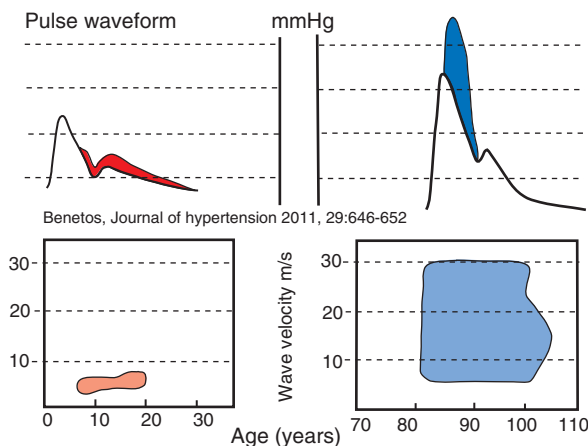 Pulse waveform
mmHg
Benetos, Journal of hypertension 2011, 29:646-652
30
20
10
0 10 20 30
Wave velocity m/s
30
20
10
70 80 90 100 110
Age (years)